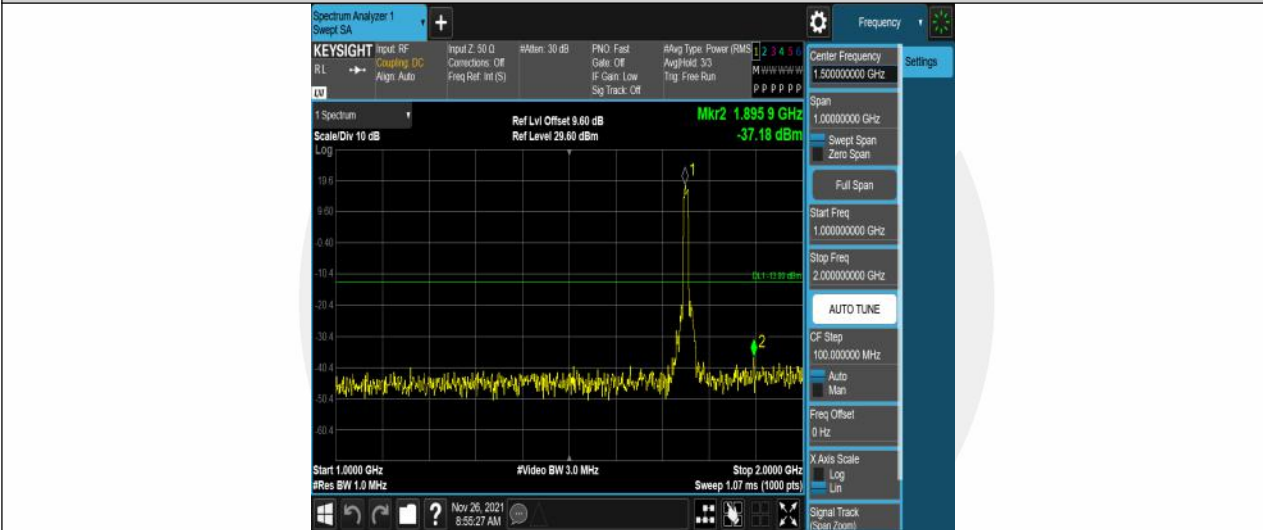 Spectrum Analyzer 1
Swept SA
+
Frequency
KEYSIGHT
RL
LV
Input: RF
Coupling: DC
Align: Auto
Input Z: 50 Ω
Corrections: Off
Freq Ref: Int (S)
#Atten: 30 dB
PNO: Fast
Gate: Off
IF Gain: Low
Sig Track: Off
#Avg Type: Power (RMS
Avg|Hold: 3/3
Trig: Free Run
1 2 3 4 5 6
M W W W W W
P P P P P P
1 Spectrum
Scale/Div 10 dB
Log
Ref Lvl Offset 9.60 dB
Ref Level 29.60 dBm
Mkr2 1.895 9 GHz
-37.18 dBm
19.6
9.60
-0.40
-10.4
-20.4
-30.4
-40.4
-50.4
-60.4
1
DL1 -13.00 dBm
2
Start 1.0000 GHz
#Res BW 1.0 MHz
#Video BW 3.0 MHz
Stop 2.0000 GHz
Sweep 1.07 ms (1000 pts)
?
Nov 26, 2021
8:55:27 AM
Center Frequency
1.500000000 GHz
Settings
Span
1.00000000 GHz
Swept Span
Zero Span
Full Span
Start Freq
1.000000000 GHz
Stop Freq
2.000000000 GHz
AUTO TUNE
CF Step
100.000000 MHz
Auto
Man
Freq Offset
0 Hz
X Axis Scale
Log
Lin
Signal Track
(Span Zoom)